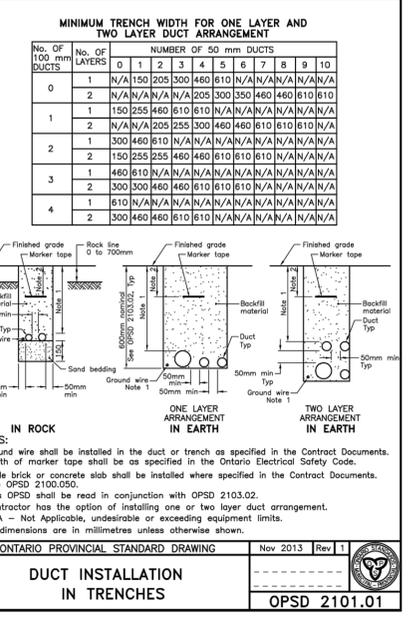 MINIMUM TRENCH WIDTH FOR ONE LAYER AND
TWO LAYER DUCT ARRANGEMENT
No. OF 100 mm DUCTS No. OF LAYERS NUMBER OF 50 mm DUCTS
0 1 2 3 4 5 6 7 8 9 10
0 1 N/A 150 205 300 460 610 N/A N/A N/A N/A N/A
2 N/A N/A N/A N/A 205 300 350 460 460 610 610
1 1 150 255 460 610 610 N/A N/A N/A N/A N/A N/A
2 N/A N/A 205 255 300 460 460 610 610 610 N/A
2 1 300 460 610 N/A N/A N/A N/A N/A N/A N/A N/A
2 150 255 255 460 460 610 610 610 N/A N/A N/A
3 1 460 610 N/A N/A N/A N/A N/A N/A N/A N/A N/A
2 300 300 460 460 610 610 610 N/A N/A N/A N/A
4 1 610 N/A N/A N/A N/A N/A N/A N/A N/A N/A N/A
2 300 460 460 610 610 N/A N/A N/A N/A N/A N/A
Finished grade
Marker tape
Rock line
0 to 700mm
Note 2
Note 1
150
Sand bedding
50mm
min
IN ROCK
Finished grade
Marker tape
600mm nominal
See OPSD 2103.02, Typ
Note 1
Note 2
Backfill
material
Duct
Typ
Ground wire
Note 1
50mm
min
50mm
min
ONE LAYER
ARRANGEMENT
IN EARTH
Finished grade
Marker tape
Note 2
Note 1
Backfill
material
Duct
Typ
50mm
min
50mm
min
Typ
Ground wire
Note 1
TWO LAYER
ARRANGEMENT
IN EARTH
S:
und wire shall be installed in the duct or trench as specified in the Contract Documents.
th of marker tape shall be as specified in the Ontario Electrical Safety Code.
le brick or concrete slab shall be installed where specified in the Contract Documents.
OPSD 2100.050.
s OPSD shall be read in conjunction with OPSD 2103.02.
ntractor has the option of installing one or two layer duct arrangement.
A – Not Applicable, undesirable or exceeding equipment limits.
dimensions are in millimetres unless otherwise shown.
ONTARIO PROVINCIAL STANDARD DRAWING Nov 2013 Rev 1
DUCT INSTALLATION
IN TRENCHES
OPSD 2101.01